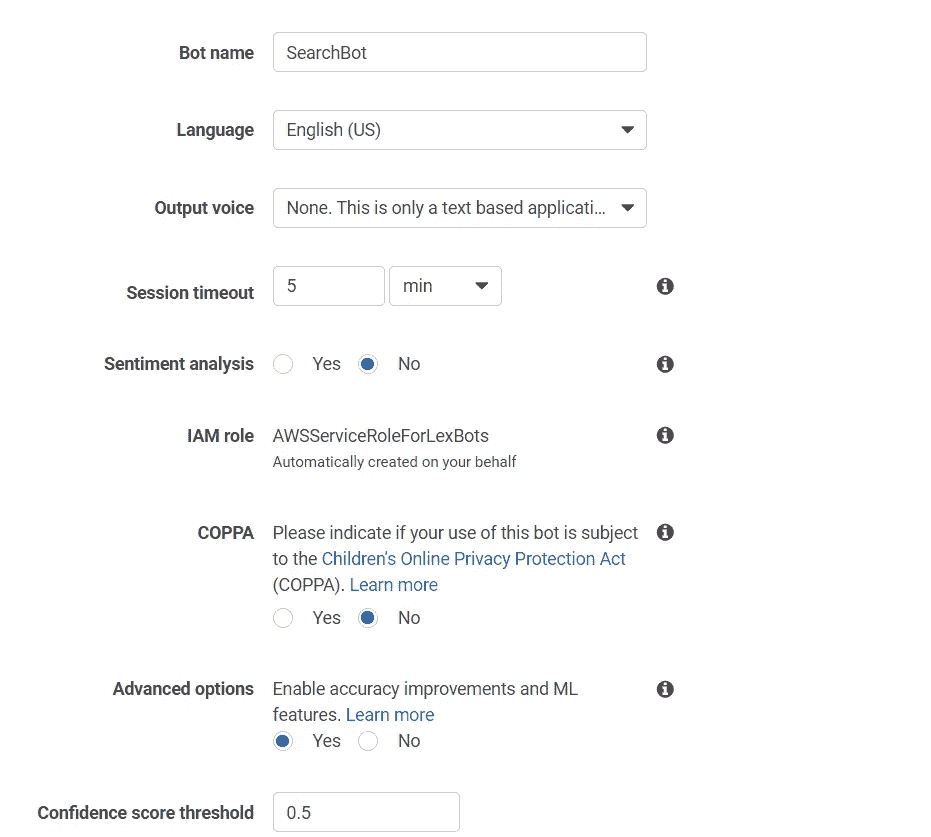 Bot name SearchBot
Language English (US)
Output voice None. This is only a text based applicati...
Session timeout 5 min
Sentiment analysis Yes No
IAM role AWSServiceRoleForLexBots
Automatically created on your behalf
COPPA Please indicate if your use of this bot is subject
to the Children's Online Privacy Protection Act
(COPPA). Learn more
Yes No
Advanced options Enable accuracy improvements and ML
features. Learn more
Yes No
Confidence score threshold 0.5